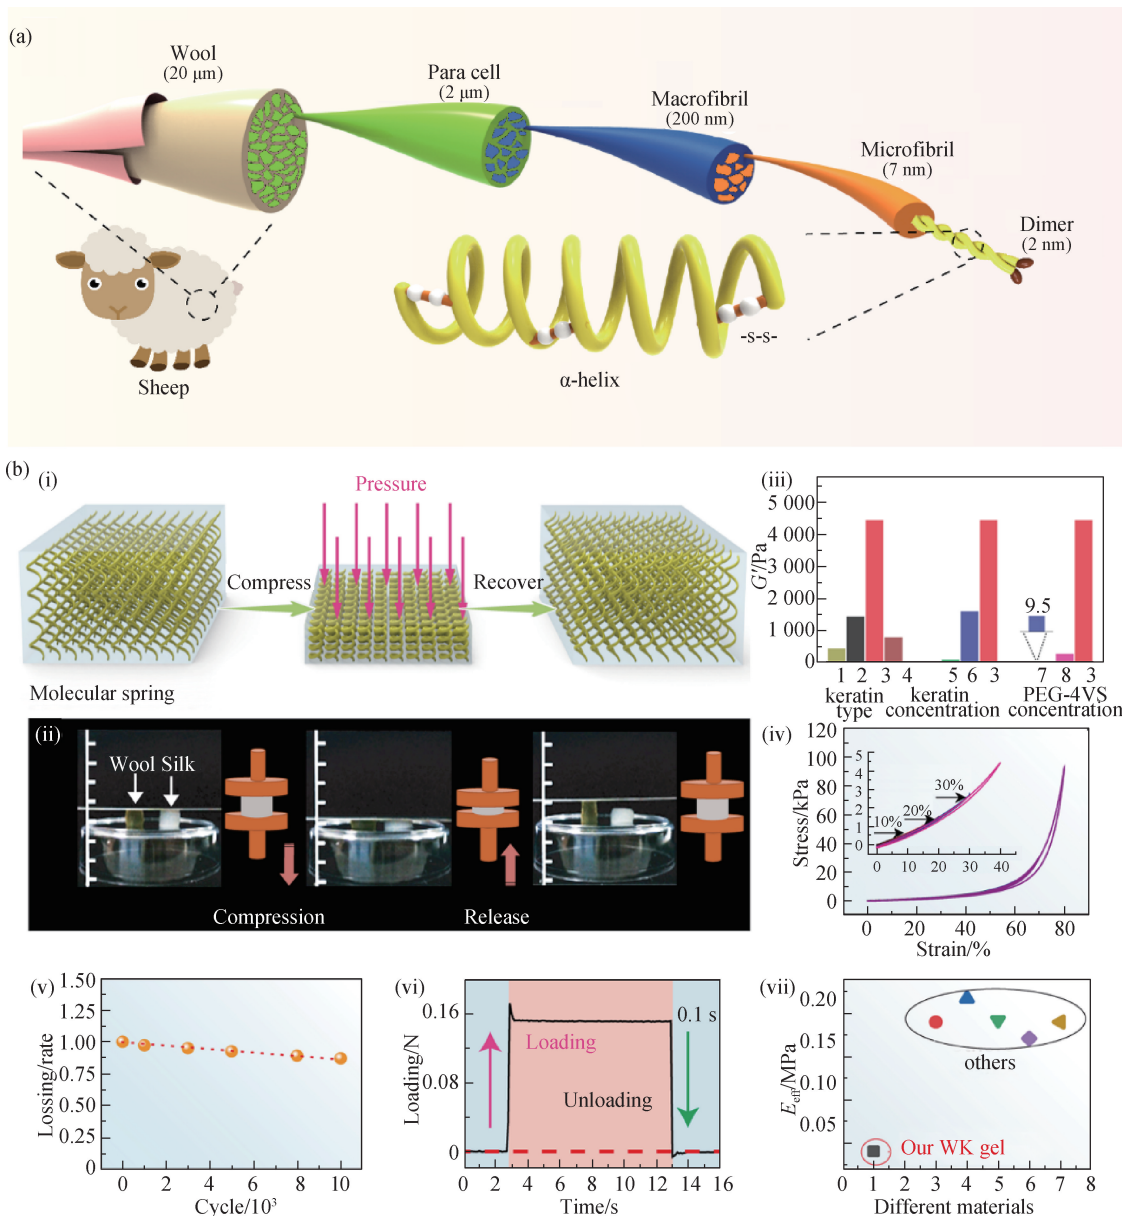 (a)
Wool
(20 μm)
Para cell
(2 μm)
Macrofibril
(200 nm)
Microfibril
(7 nm)
Dimer
(2 nm)
-s-s-
α-helix
Sheep
(b)
(i)
Pressure
Compress
Recover
Molecular spring
(ii)
Wool Silk
Compression
Release
(iii)
G′/Pa
5 000
4 000
3 000
2 000
1 000
0
9.5
1 2 3 4 5 6 3 7 8 3
keratin type
keratin concentration
PEG-4VS concentration
(iv)
Stress/kPa
120
100
80
60
40
20
0
5
4
3
2
1
0
10%
20%
30%
0 10 20 30 40
0 20 40 60 80
Strain/%
(v)
Lossing/rate
1.50
1.25
1.00
0.75
0.50
0.25
0
0 2 4 6 8 10
Cycle/10³
(vi)
Loading/N
0.16
0.08
0
0.1 s
Loading
Unloading
0 2 4 6 8 10 12 14 16
Time/s
(vii)
E eff/MPa
0.20
0.15
0.10
0.05
others
Our WK gel
0 1 2 3 4 5 6 7 8
Different materials